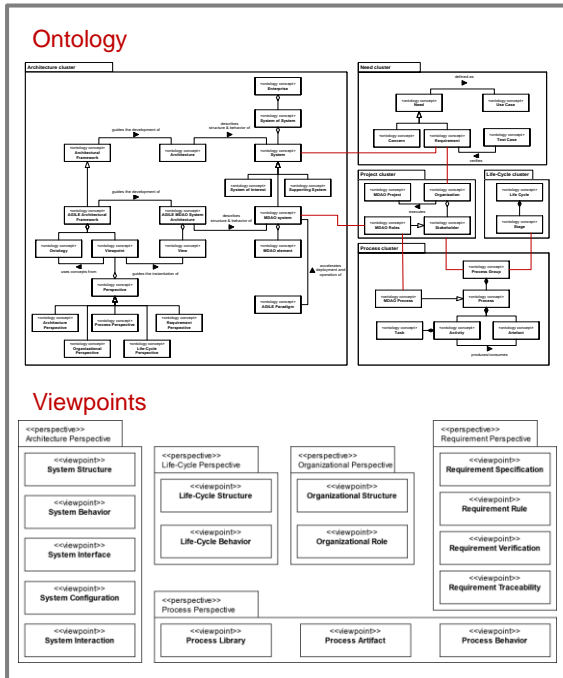 Ontology
Architecture cluster
«ontology concept»
Enterprise
«ontology concept»
System of System
guides the development of
describes
structure & behavior of
«ontology concept»
Architectural
Framework
«ontology concept»
Architecture
«ontology concept»
System
«ontology concept»
System of Interest
«ontology concept»
Supporting System
guides the development of
«ontology concept»
AGILE Architectural
Framework
«ontology concept»
AGILE MDAO System
Architecture
describes
structure & behavior of
«ontology concept»
MDAO system
«ontology concept»
Ontology
«ontology concept»
Viewpoint
«ontology concept»
View
«ontology concept»
MDAO element
uses concepts from
guides the instantiation of
accelerates
deployment and
operation of
«ontology concept»
Perspective
«ontology concept»
AGILE Paradigm
«ontology concept»
Architecture
Perspective
«ontology concept»
Process Perspective
«ontology concept»
Requirement
Perspective
«ontology concept»
Organizational
Perspective
«ontology concept»
Life-Cycle
Perspective
Need cluster
defined as
«ontology concept»
Need
«ontology concept»
Use Case
«ontology concept»
Concern
«ontology concept»
Requirement
«ontology concept»
Test Case
verifies
Project cluster
«ontology concept»
MDAO Project
«ontology concept»
Organization
executes
«ontology concept»
MDAO Roles
«ontology concept»
Stakeholder
Life-Cycle cluster
«ontology concept»
Life Cycle
«ontology concept»
Stage
Process cluster
«ontology concept»
Process Group
«ontology concept»
MDAO Process
«ontology concept»
Process
«ontology concept»
Task
«ontology concept»
Activity
«ontology concept»
Artefact
produces/consumes
Viewpoints
<<perspective>>
Architecture Perspective
<<viewpoint>>
System Structure
<<viewpoint>>
System Behavior
<<viewpoint>>
System Interface
<<viewpoint>>
System Configuration
<<viewpoint>>
System Interaction
<<perspective>>
Life-Cycle Perspective
<<viewpoint>>
Life-Cycle Structure
<<viewpoint>>
Life-Cycle Behavior
<<perspective>>
Organizational Perspective
<<viewpoint>>
Organizational Structure
<<viewpoint>>
Organizational Role
<<perspective>>
Requirement Perspective
<<viewpoint>>
Requirement Specification
<<viewpoint>>
Requirement Rule
<<viewpoint>>
Requirement Verification
<<viewpoint>>
Requirement Traceability
<<perspective>>
Process Perspective
<<viewpoint>>
Process Library
<<viewpoint>>
Process Artifact
<<viewpoint>>
Process Behavior